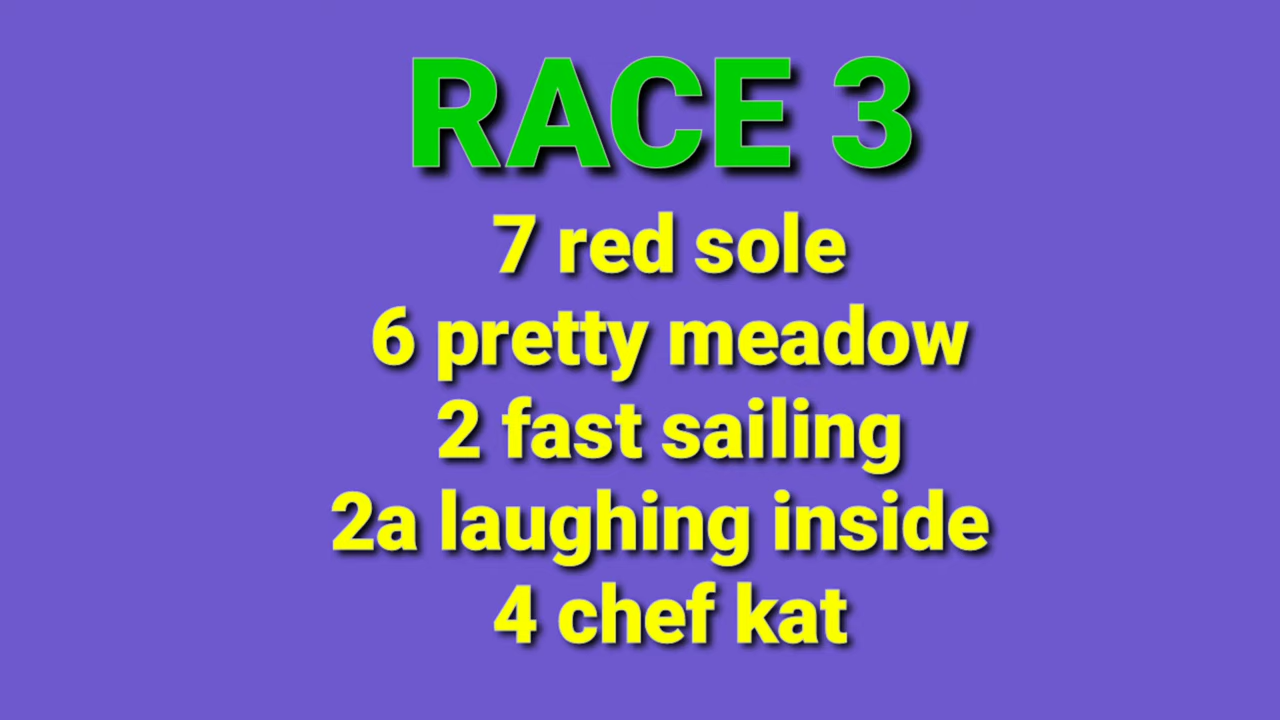 RACE 3
7 red sole
6 pretty meadow
2 fast sailing
2a laughing inside
4 chef kat